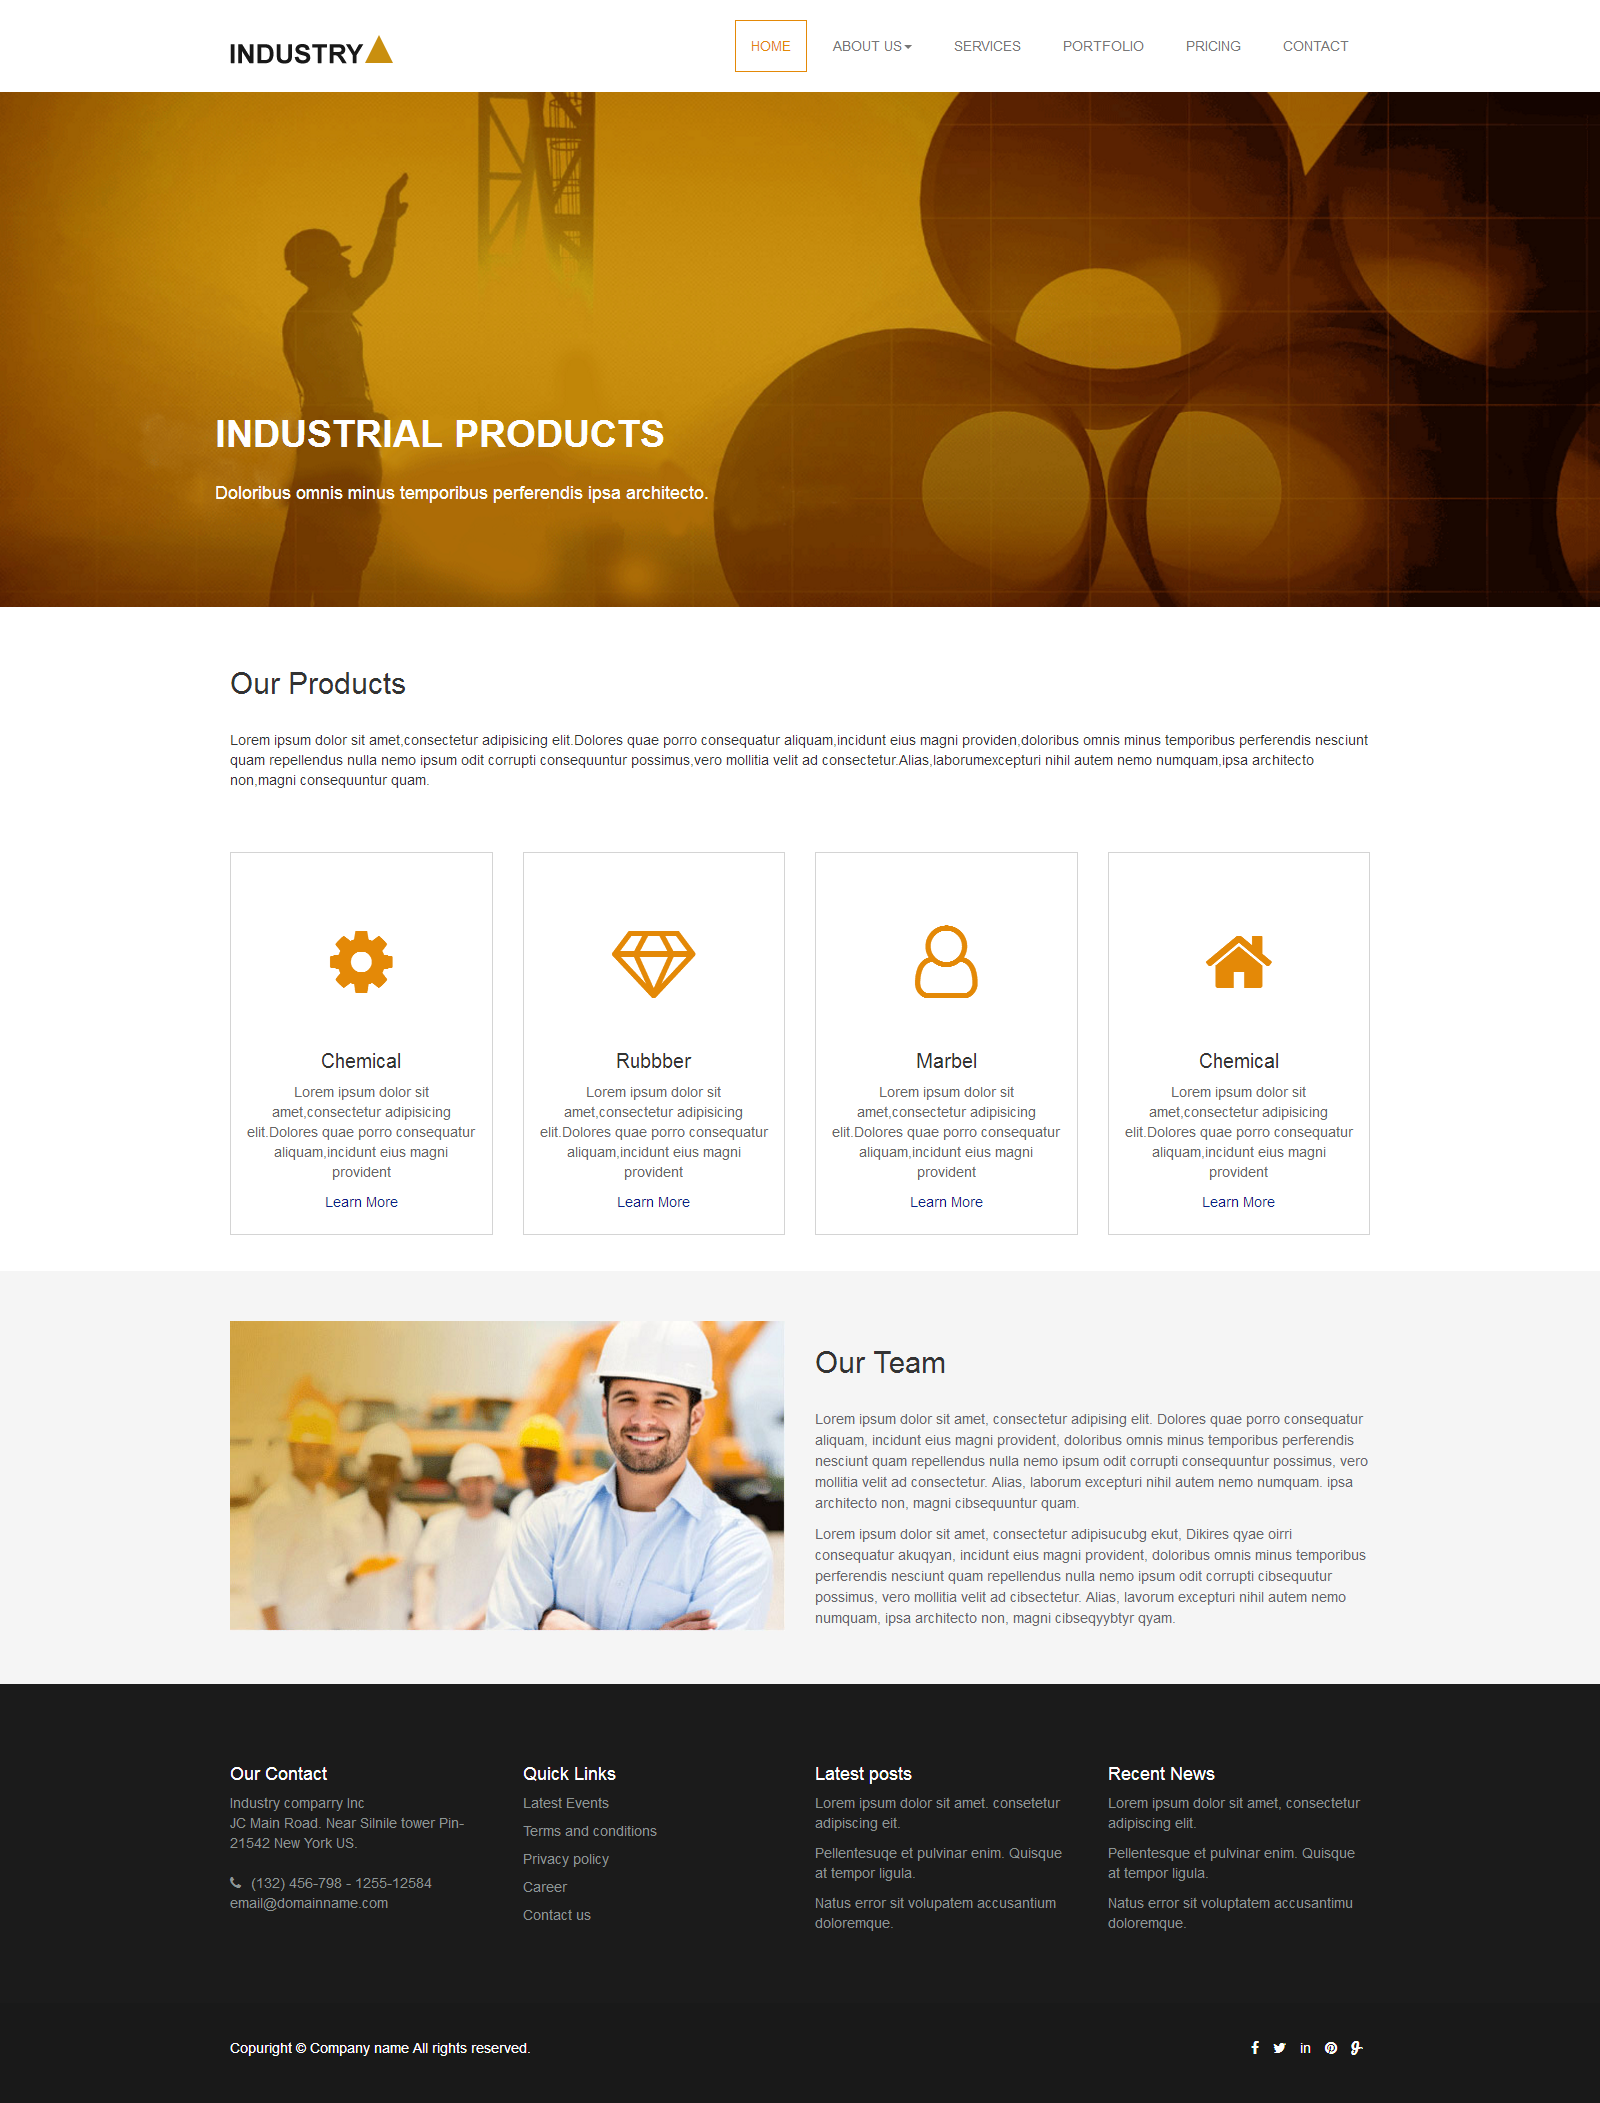 INDUSTRY
HOME
ABOUT US
SERVICES
PORTFOLIO
PRICING
CONTACT
INDUSTRIAL PRODUCTS
Doloribus omnis minus temporibus perferendis ipsa architecto.
Our Products
Lorem ipsum dolor sit amet,consectetur adipisicing elit.Dolores quae porro consequatur aliquam,incidunt eius magni providen,doloribus omnis minus temporibus perferendis nesciunt
quam repellendus nulla nemo ipsum odit corrupti consequuntur possimus,vero mollitia velit ad consectetur.Alias,laborumexcepturi nihil autem nemo numquam,ipsa architecto
non,magni consequuntur quam.
Chemical
Lorem ipsum dolor sit
amet,consectetur adipisicing
elit.Dolores quae porro consequatur
aliquam,incidunt eius magni
provident
Learn More
Rubbber
Lorem ipsum dolor sit
amet,consectetur adipisicing
elit.Dolores quae porro consequatur
aliquam,incidunt eius magni
provident
Learn More
Marbel
Lorem ipsum dolor sit
amet,consectetur adipisicing
elit.Dolores quae porro consequatur
aliquam,incidunt eius magni
provident
Learn More
Chemical
Lorem ipsum dolor sit
amet,consectetur adipisicing
elit.Dolores quae porro consequatur
aliquam,incidunt eius magni
provident
Learn More
Our Team
Lorem ipsum dolor sit amet, consectetur adipising elit. Dolores quae porro consequatur
aliquam, incidunt eius magni provident, doloribus omnis minus temporibus perferendis
nesciunt quam repellendus nulla nemo ipsum odit corrupti consequuntur possimus, vero
mollitia velit ad consectetur. Alias, laborum excepturi nihil autem nemo numquam. ipsa
architecto non, magni cibsequuntur quam.
Lorem ipsum dolor sit amet, consectetur adipisucubg ekut, Dikires qyae oirri
consequatur akuqyan, incidunt eius magni provident, doloribus omnis minus temporibus
perferendis nesciunt quam repellendus nulla nemo ipsum odit corrupti cibsequutur
possimus, vero mollitia velit ad cibsectetur. Alias, lavorum excepturi nihil autem nemo
numquam, ipsa architecto non, magni cibseqyybtyr qyam.
Our Contact
Industry comparry Inc
JC Main Road. Near Silnile tower Pin-
21542 New York US.
(132) 456-798 - 1255-12584
email@domainname.com
Quick Links
Latest Events
Terms and conditions
Privacy policy
Career
Contact us
Latest posts
Lorem ipsum dolor sit amet. consetetur
adipiscing eit.
Pellentesuqe et pulvinar enim. Quisque
at tempor ligula.
Natus error sit volupatem accusantium
doloremque.
Recent News
Lorem ipsum dolor sit amet, consectetur
adipiscing elit.
Pellentesque et pulvinar enim. Quisque
at tempor ligula.
Natus error sit voluptatem accusantimu
doloremque.
Copuright © Company name All rights reserved.